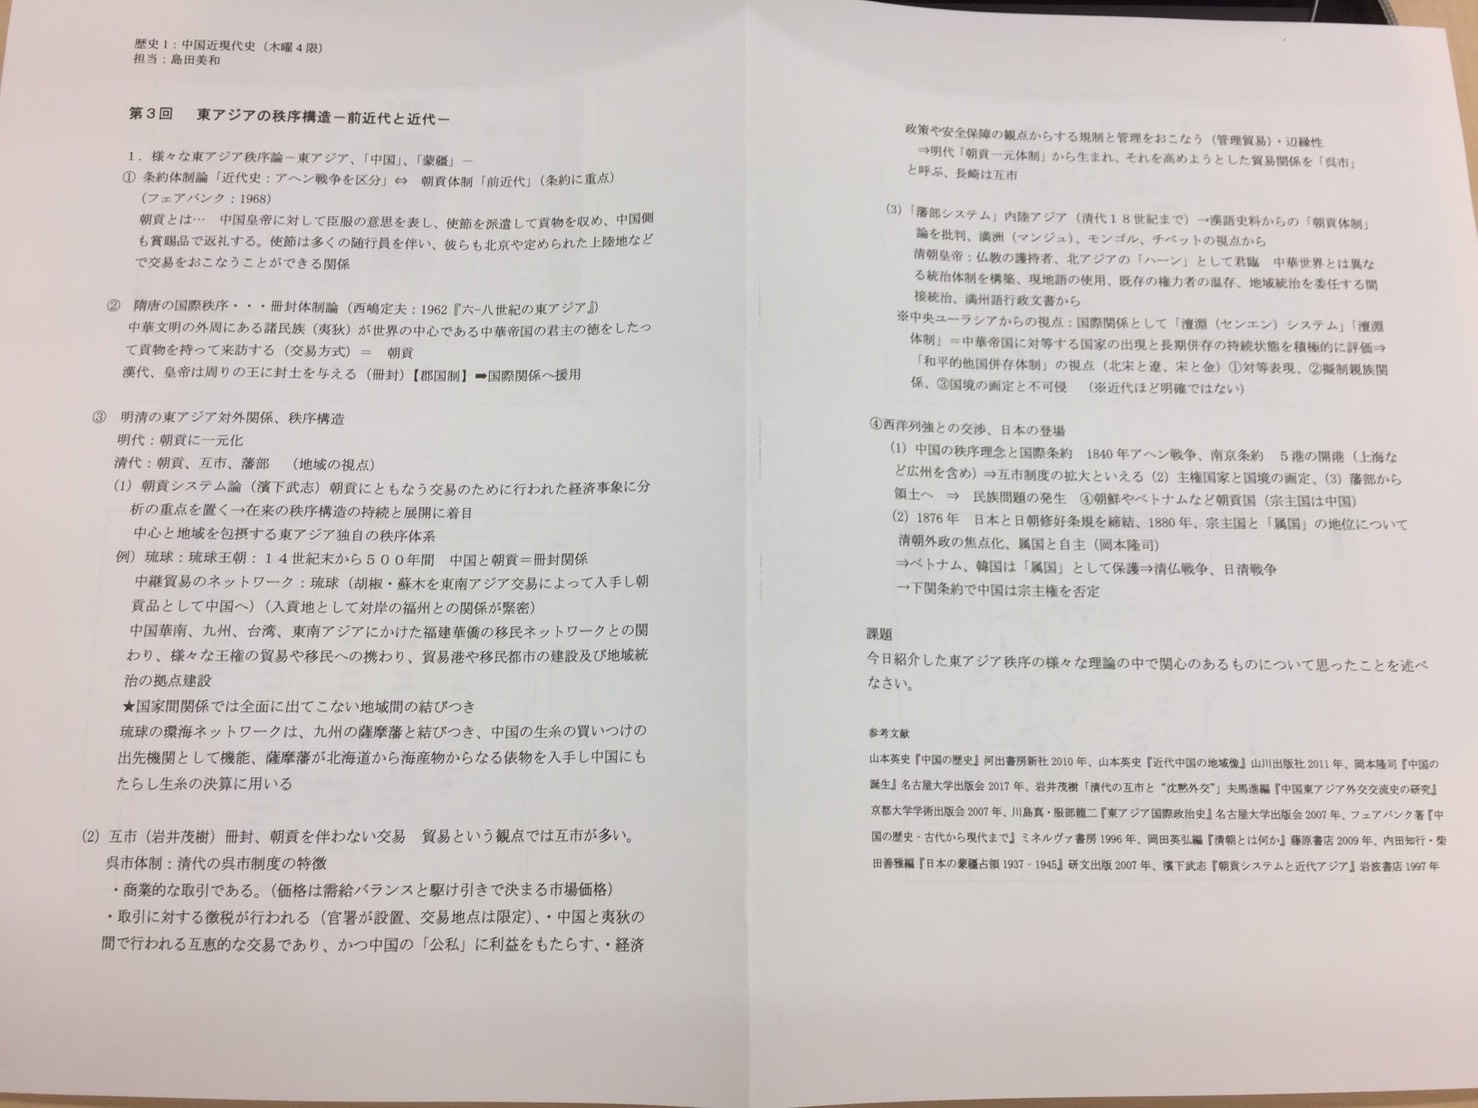 歴史1：中国近現代史（木曜4限）
担当：島田美和
第３回　東アジアの秩序構造－前近代と近代－
１．様々な東アジア秩序論－東アジア、「中国」、「蒙疆」－
① 条約体制論「近代史：アヘン戦争を区分」⇔　朝貢体制「前近代」（条約に重点）
（フェアバンク：1968）
朝貢とは…　中国皇帝に対して臣服の意思を表し、使節を派遣して貢物を収め、中国側
も賞賜品で返礼する。使節は多くの随行員を伴い、彼らも北京や定められた上陸地など
で交易をおこなうことができる関係
②　隋唐の国際秩序・・・冊封体制論（西嶋定夫：1962『六-八世紀の東アジア』）
中華文明の外周にある諸民族（夷狄）が世界の中心である中華帝国の君主の徳をしたっ
て貢物を持って来訪する（交易方式）＝　朝貢
漢代、皇帝は周りの王に封土を与える（冊封）【郡国制】➡国際関係へ援用
③　明清の東アジア対外関係、秩序構造
明代：朝貢に一元化
清代：朝貢、互市、藩部　（地域の視点）
(1) 朝貢システム論（濱下武志）朝貢にともなう交易のために行われた経済事象に分
析の重点を置く→在来の秩序構造の持続と展開に着目
中心と地域を包摂する東アジア独自の秩序体系
例）琉球：琉球王朝：１４世紀末から５００年間　中国と朝貢＝冊封関係
中継貿易のネットワーク：琉球（胡椒・蘇木を東南アジア交易によって入手し朝
貢品として中国へ）（入貢地として対岸の福州との関係が緊密）
中国華南、九州、台湾、東南アジアにかけた福建華僑の移民ネットワークとの関
わり、様々な王権の貿易や移民への携わり、貿易港や移民都市の建設及び地域統
治の拠点建設
★国家間関係では全面に出てこない地域間の結びつき
琉球の環海ネットワークは、九州の薩摩藩と結びつき、中国の生糸の買いつけの
出先機関として機能、薩摩藩が北海道から海産物からなる俵物を入手し中国にも
たらし生糸の決算に用いる
(2) 互市（岩井茂樹）冊封、朝貢を伴わない交易　貿易という観点では互市が多い。
呉市体制：清代の呉市制度の特徴
・商業的な取引である。（価格は需給バランスと駆け引きで決まる市場価格）
・取引に対する徴税が行われる（官署が設置、交易地点は限定）、・中国と夷狄の
間で行われる互恵的な交易であり、かつ中国の「公私」に利益をもたらす、・経済
政策や安全保障の観点からする規制と管理をおこなう（管理貿易）・辺縁性
⇒明代「朝貢一元体制」から生まれ、それを高めようとした貿易関係を「呉市」
と呼ぶ、長崎は互市
(3) 「藩部システム」内陸アジア（清代１８世紀まで）→漢語史料からの「朝貢体制」
論を批判、満洲（マンジュ）、モンゴル、チベットの視点から
清朝皇帝：仏教の護持者、北アジアの「ハーン」として君臨　中華世界とは異な
る統治体制を構築、現地語の使用、既存の権力者の温存、地域統治を委任する間
接統治、満州語行政文書から
※中央ユーラシアからの視点：国際関係として「澶淵（センエン）システム」「澶淵
体制」＝中華帝国に対等する国家の出現と長期併存の持続状態を積極的に評価⇒
「和平的他国併存体制」の視点（北宋と遼、宋と金）①対等表現、②擬制親族関
係、③国境の画定と不可侵　（※近代ほど明確ではない）
④西洋列強との交渉、日本の登場
(1) 中国の秩序理念と国際条約　1840 年アヘン戦争、南京条約　５港の開港（上海な
ど広州を含め）⇒互市制度の拡大といえる (2) 主権国家と国境の画定、(3) 藩部から
領土へ　⇒　民族問題の発生　④朝鮮やベトナムなど朝貢国（宗主国は中国）
(2) 1876 年　日本と日朝修好条規を締結、1880 年、宗主国と「属国」の地位について
清朝外政の焦点化、属国と自主（岡本隆司）
⇒ベトナム、韓国は「属国」として保護⇒清仏戦争、日清戦争
→下関条約で中国は宗主権を否定
課題
今日紹介した東アジア秩序の様々な理論の中で関心のあるものについて思ったことを述べ
なさい。
参考文献
山本英史『中国の歴史』河出書房新社 2010 年、山本英史『近代中国の地域像』山川出版社 2011 年、岡本隆司『中国の
誕生』名古屋大学出版会 2017 年、岩井茂樹「清代の互市と“沈黙外交”」夫馬進編『中国東アジア外交交流史の研究』
京都大学学術出版会 2007 年、川島真・服部龍二『東アジア国際政治史』名古屋大学出版会 2007 年、フェアバンク著『中
国の歴史 - 古代から現代まで』ミネルヴァ書房 1996 年、岡田英弘編『清朝とは何か』藤原書店 2009 年、内田知行・柴
田善雅編『日本の蒙疆占領 1937 - 1945』研文出版 2007 年、濱下武志『朝貢システムと近代アジア』岩波書店 1997 年